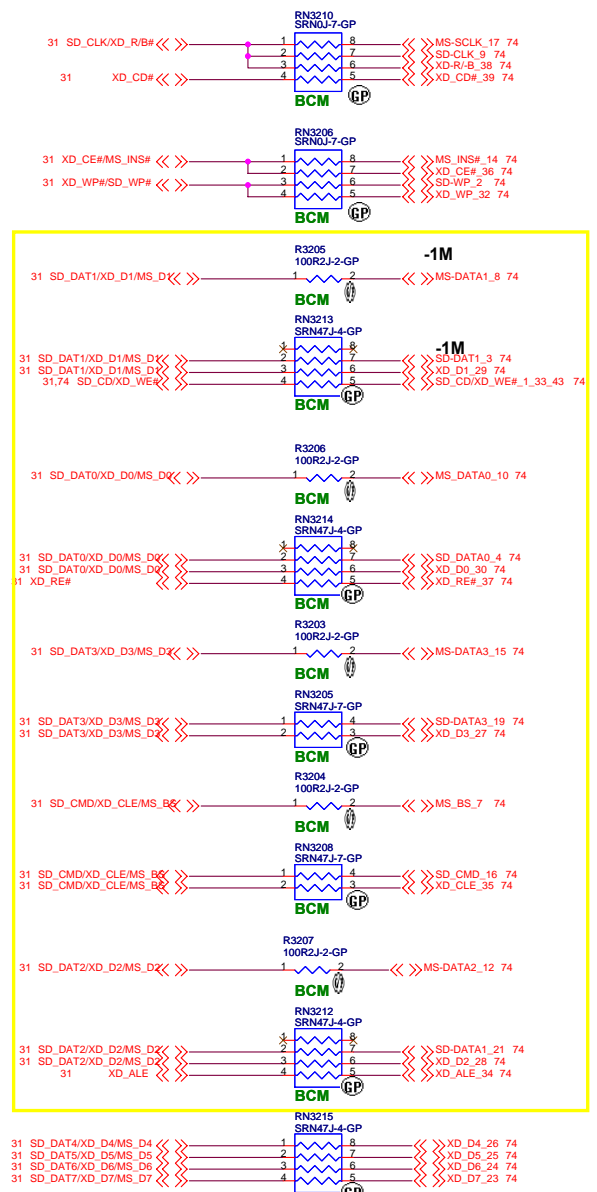 RN3210
SRN0J-7-GP
31 SD_CLK/XD_R/B# 1 8 MS-SCLK_17 74
2 7 SD-CLK_9 74
3 6 XD-R/-B_38 74
31 XD_CD# 4 5 XD_CD#_39 74
BCM GP
RN3206
SRN0J-7-GP
31 XD_CE#/MS_INS# 1 8 MS_INS#_14 74
2 7 XD_CE#_36 74
31 XD_WP#/SD_WP# 3 6 SD-WP_2 74
4 5 XD_WP_32 74
BCM GP
R3205 -1M
100R2J-2-GP
31 SD_DAT1/XD_D1/MS_D1 1 2 MS-DATA1_8 74
BCM
RN3213
SRN47J-4-GP
-1M
1 8
31 SD_DAT1/XD_D1/MS_D1 2 7 SD-DAT1_3 74
31 SD_DAT1/XD_D1/MS_D1 3 6 XD_D1_29 74
31,74 SD_CD/XD_WE# 4 5 SD_CD/XD_WE#_1_33_43 74
BCM GP
R3206
100R2J-2-GP
31 SD_DAT0/XD_D0/MS_D0 1 2 MS_DATA0_10 74
BCM
RN3214
SRN47J-4-GP
1 8
31 SD_DAT0/XD_D0/MS_D0 2 7 SD_DATA0_4 74
31 SD_DAT0/XD_D0/MS_D0 3 6 XD_D0_30 74
31 XD_RE# 4 5 XD_RE#_37 74
BCM GP
R3203
100R2J-2-GP
31 SD_DAT3/XD_D3/MS_D3 1 2 MS-DATA3_15 74
BCM
RN3205
SRN47J-7-GP
31 SD_DAT3/XD_D3/MS_D3 1 4 SD-DATA3_19 74
31 SD_DAT3/XD_D3/MS_D3 2 3 XD_D3_27 74
BCM GP
R3204
100R2J-2-GP
31 SD_CMD/XD_CLE/MS_BS 1 2 MS_BS_7 74
BCM
RN3208
SRN47J-7-GP
31 SD_CMD/XD_CLE/MS_BS 1 4 SD_CMD_16 74
31 SD_CMD/XD_CLE/MS_BS 2 3 XD_CLE_35 74
BCM GP
R3207
100R2J-2-GP
31 SD_DAT2/XD_D2/MS_D2 1 2 MS-DATA2_12 74
BCM
RN3212
SRN47J-4-GP
1 8
31 SD_DAT2/XD_D2/MS_D2 2 7 SD-DATA1_21 74
31 SD_DAT2/XD_D2/MS_D2 3 6 XD_D2_28 74
31 XD_ALE 4 5 XD_ALE_34 74
BCM GP
RN3215
SRN47J-4-GP
31 SD_DAT4/XD_D4/MS_D4 1 8 XD_D4_26 74
31 SD_DAT5/XD_D5/MS_D5 2 7 XD_D5_25 74
31 SD_DAT6/XD_D6/MS_D6 3 6 XD_D6_24 74
31 SD_DAT7/XD_D7/MS_D7 4 5 XD_D7_23 74
GP